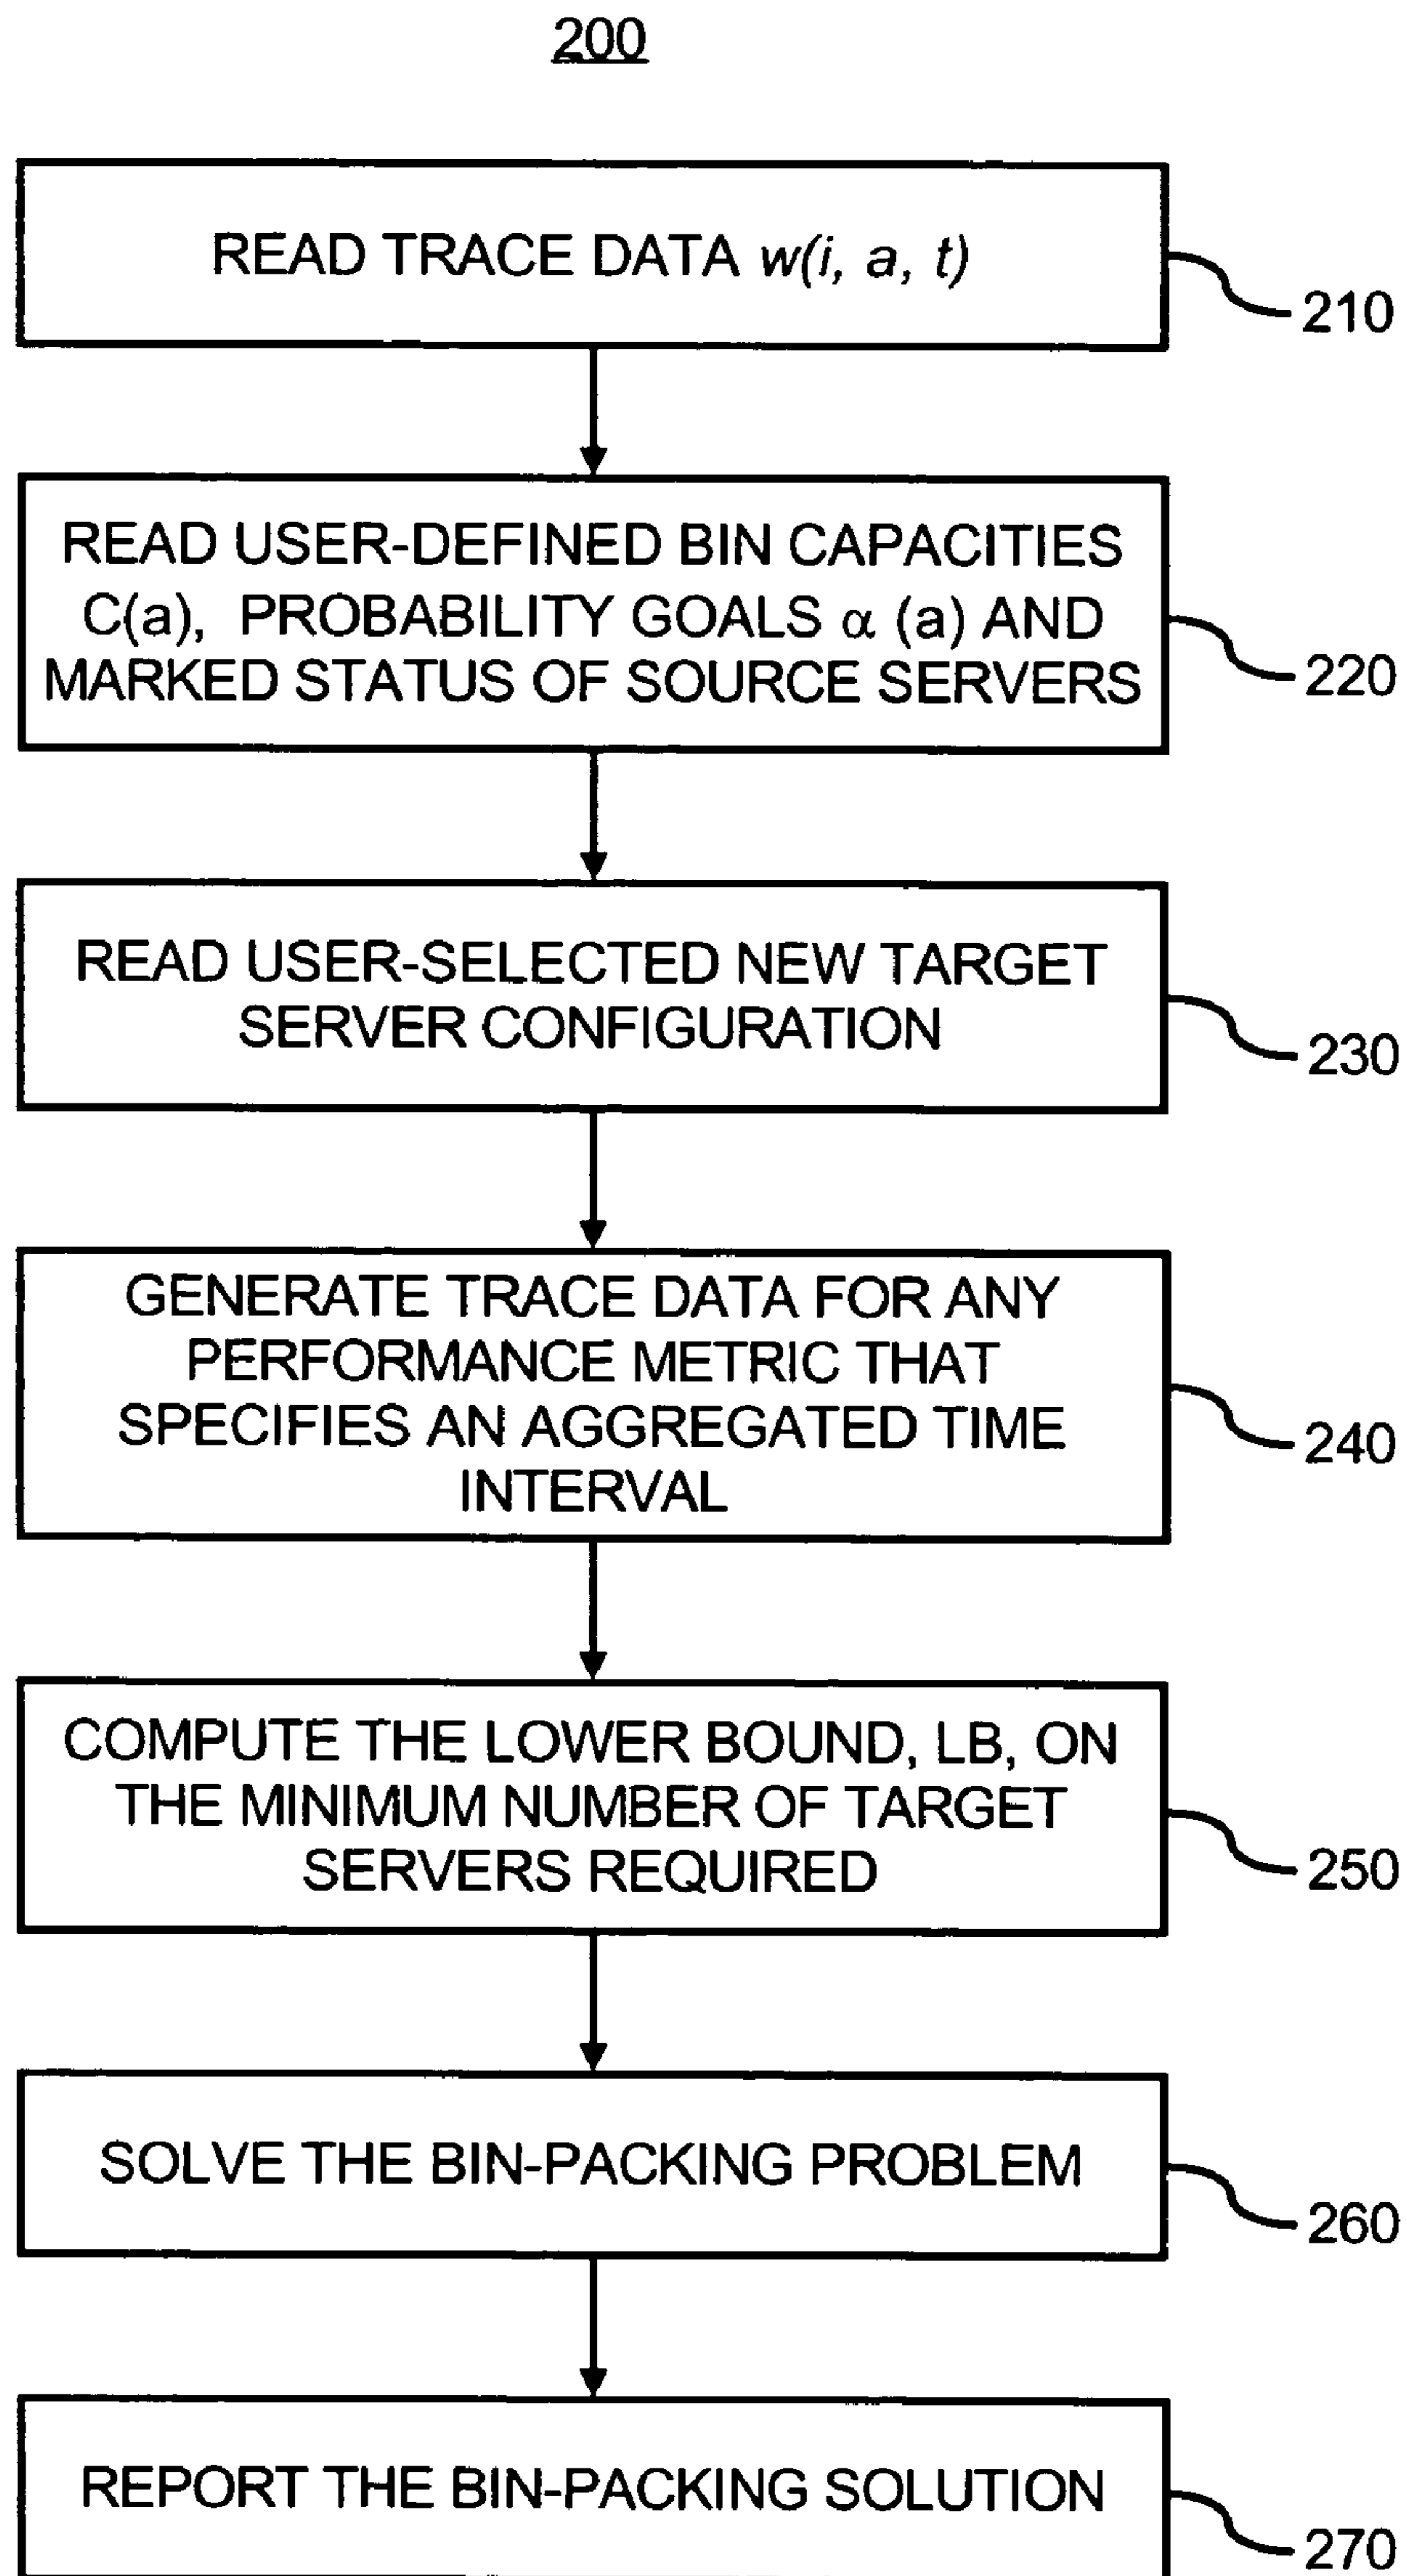 200
READ TRACE DATA w(i, a, t)
210
READ USER-DEFINED BIN CAPACITIES
C(a), PROBABILITY GOALS α (a) AND
MARKED STATUS OF SOURCE SERVERS
220
READ USER-SELECTED NEW TARGET
SERVER CONFIGURATION
230
GENERATE TRACE DATA FOR ANY
PERFORMANCE METRIC THAT
SPECIFIES AN AGGREGATED TIME
INTERVAL
240
COMPUTE THE LOWER BOUND, LB, ON
THE MINIMUM NUMBER OF TARGET
SERVERS REQUIRED
250
SOLVE THE BIN-PACKING PROBLEM
260
REPORT THE BIN-PACKING SOLUTION
270